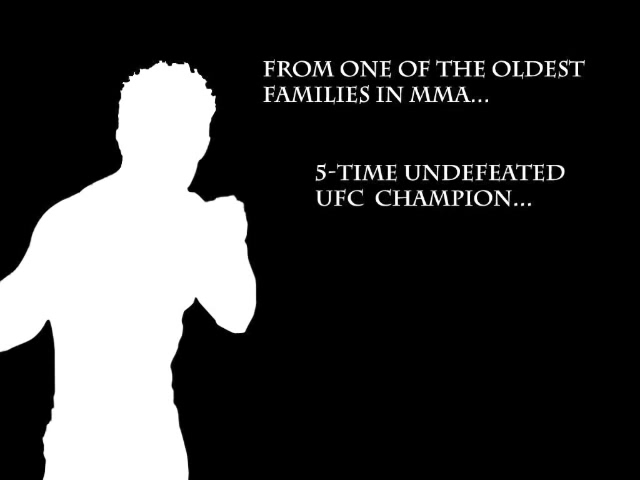 FROM ONE OF THE OLDEST
FAMILIES IN MMA...
5-TIME UNDEFEATED
UFC CHAMPION...